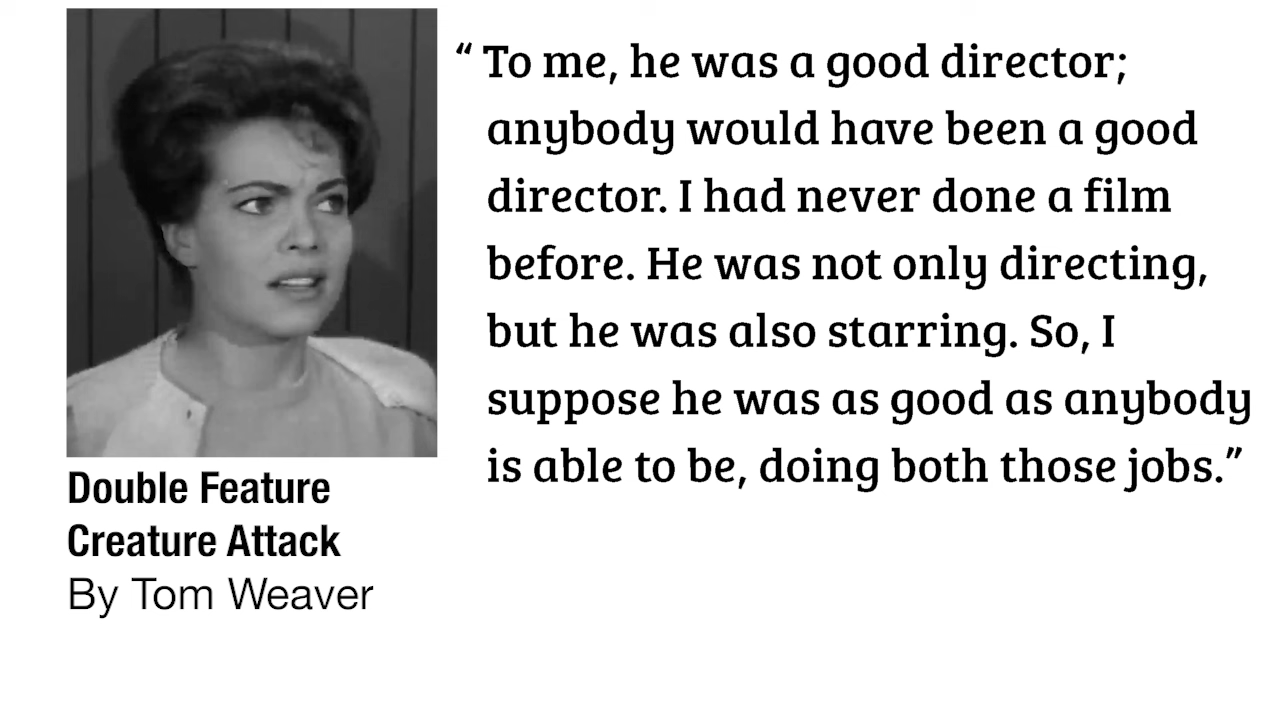 “ To me, he was a good director;
anybody would have been a good
director. I had never done a film
before. He was not only directing,
but he was also starring. So, I
suppose he was as good as anybody
is able to be, doing both those jobs.”
Double Feature
Creature Attack
By Tom Weaver